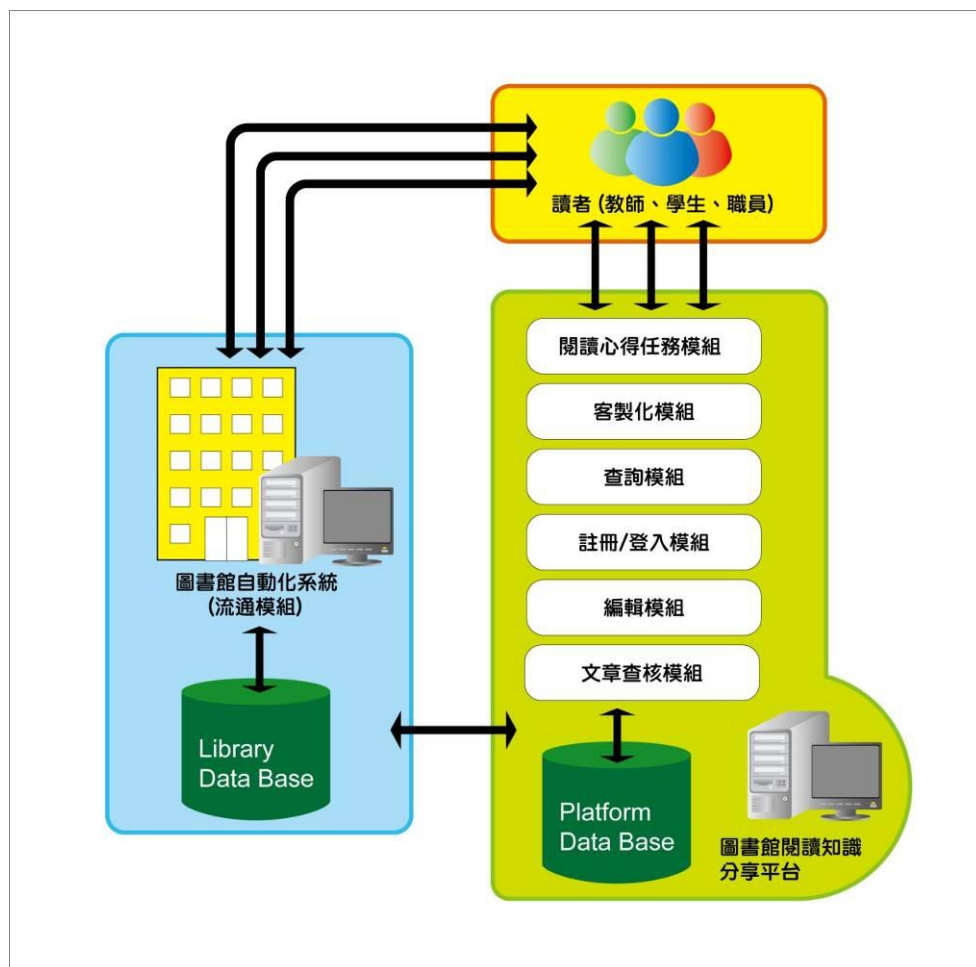 讀者 (教師、學生、職員)
閱讀心得任務模組
客製化模組
查詢模組
註冊/登入模組
編輯模組
文章查核模組
圖書館自動化系統
(流通模組)
Library
Data Base
Platform
Data Base
圖書館閱讀知識
分享平台